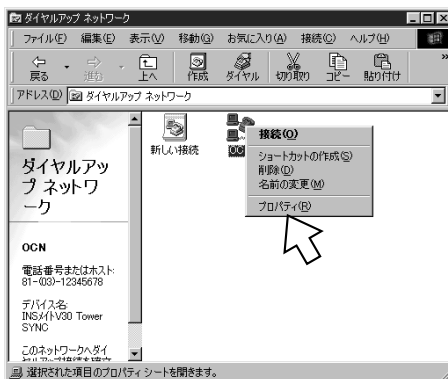 ダイヤルアップ ネットワーク
ファイル(F) 編集(E) 表示(V) 移動(G) お気に入り(A) 接続(C) ヘルプ(H)
戻る 進む 上へ 作成 ダイヤル 切り取り コピー 貼り付け »
アドレス(D) ダイヤルアップ ネットワーク
ダイヤルアッ
プ ネットワ
ーク
OCN
電話番号またはホスト:
81-(03)-12345678
デバイス名:
INSメイトV30 Tower
SYNC
このネットワークへダイ
新しい接続
接続(O)
ショートカットの作成(S)
削除(D)
名前の変更(M)
プロパティ(R)
選択された項目のプロパティ シートを開きます。